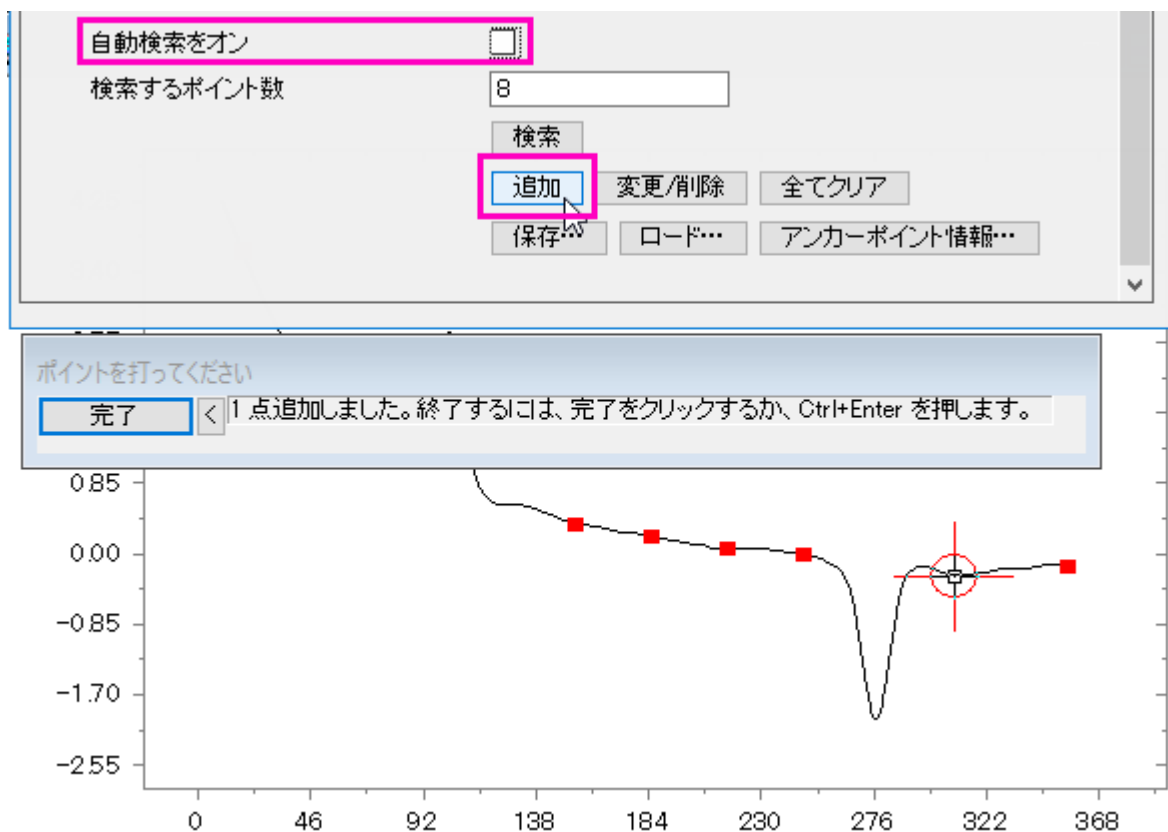 自動検索をオン
検索するポイント数 8
検索
追加 変更/削除 全てクリア
保存… ロード… アンカーポイント情報…
ポイントを打ってください
完了 < 1 点追加しました。終了するには、完了をクリックするか、Ctrl+Enter を押します。
0.85
0.00
-0.85
-1.70
-2.55
0 46 92 138 184 230 276 322 368